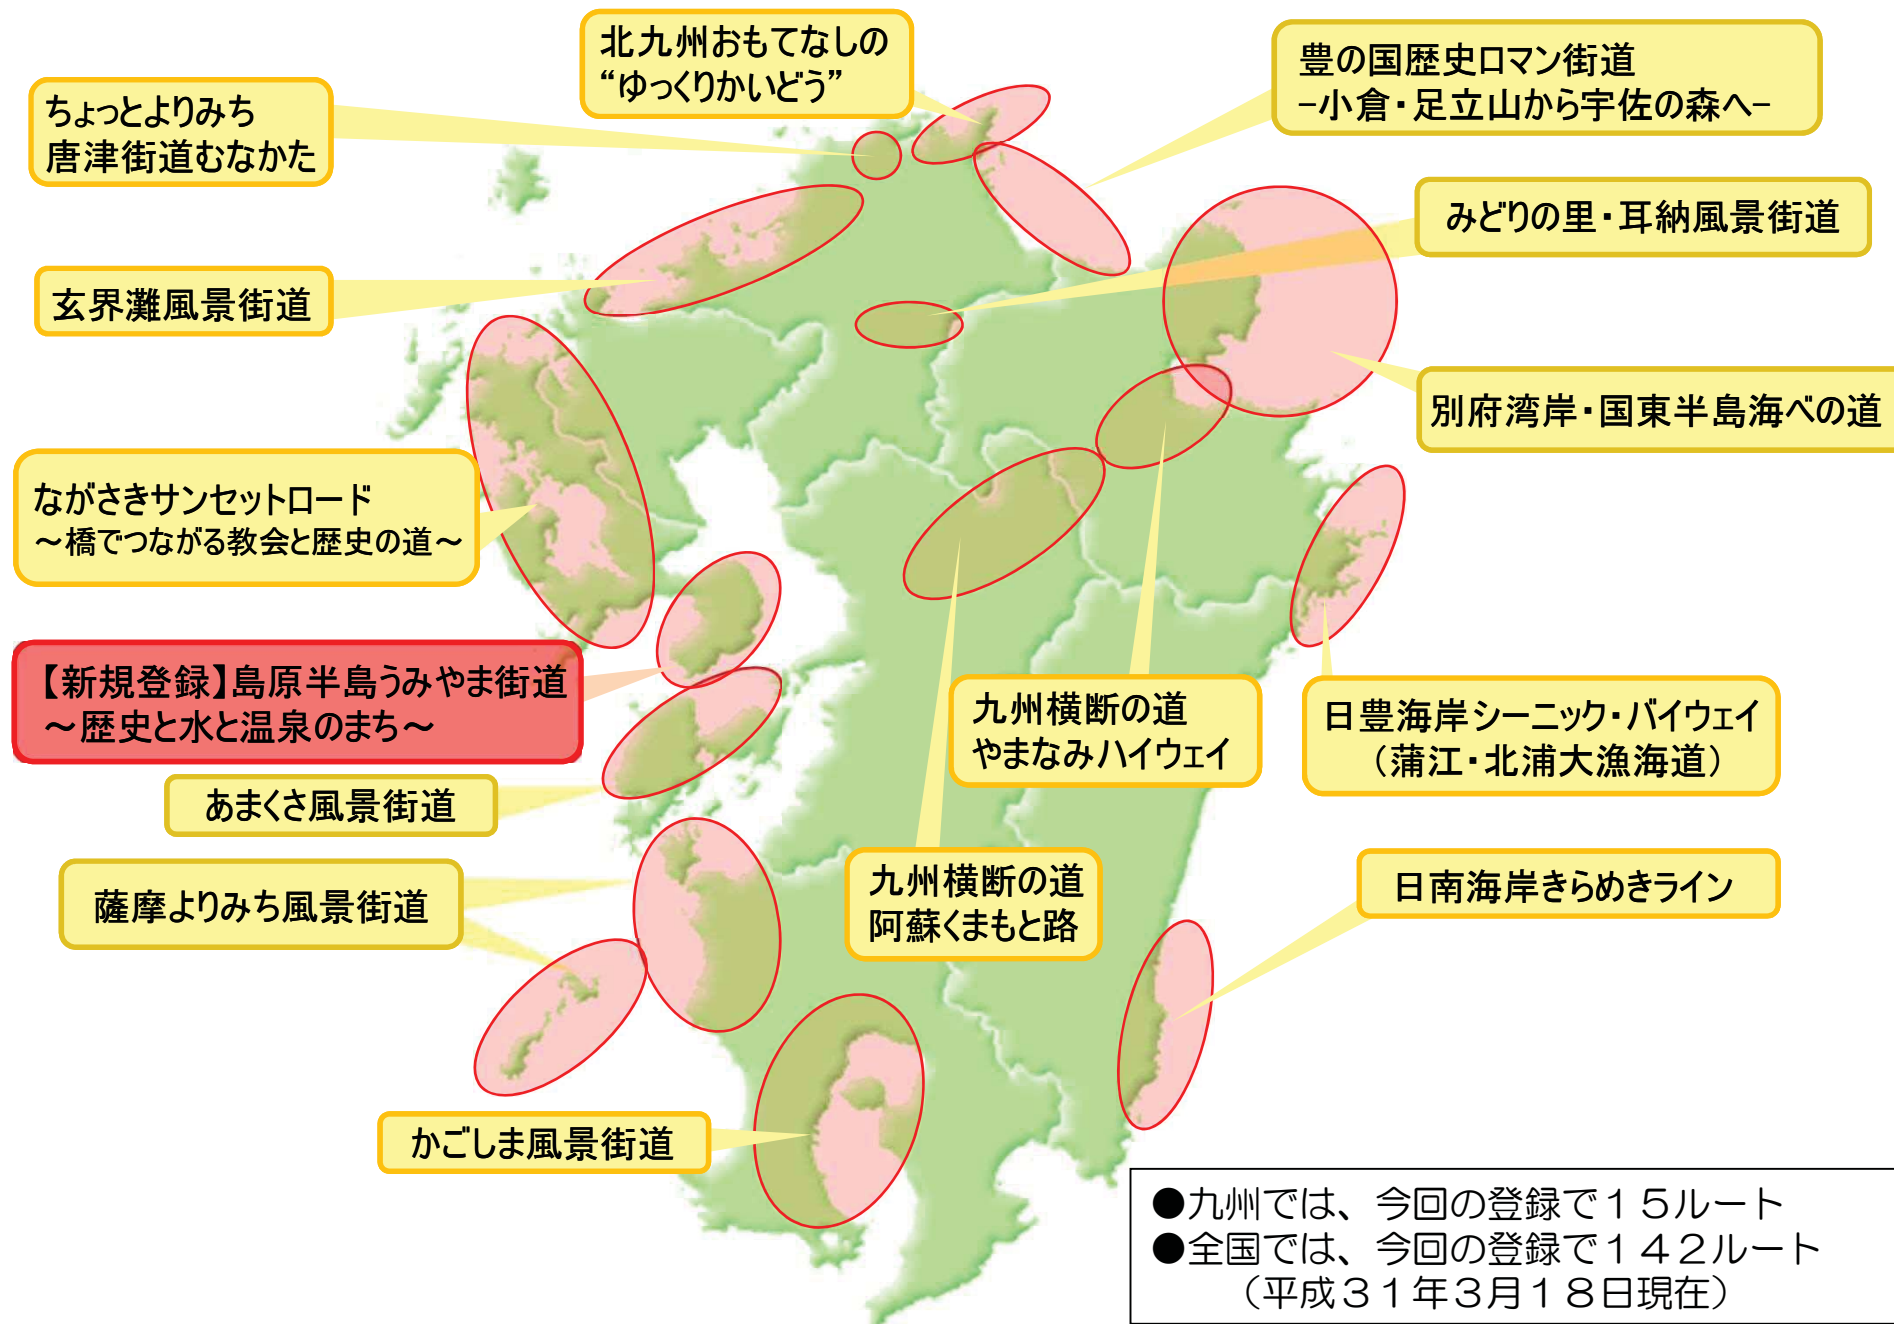 北九州おもてなしの
“ゆっくりかいどう”
豊の国歴史ロマン街道
−小倉・足立山から宇佐の森へ−
ちょっとよりみち
唐津街道むなかた
みどりの里・耳納風景街道
玄界灘風景街道
別府湾岸・国東半島海べの道
ながさきサンセットロード
～橋でつながる教会と歴史の道～
【新規登録】島原半島うみやま街道
～歴史と水と温泉のまち～
九州横断の道
やまなみハイウェイ
日豊海岸シーニック・バイウェイ
（蒲江・北浦大漁海道）
あまくさ風景街道
九州横断の道
阿蘇くまもと路
日南海岸きらめきライン
薩摩よりみち風景街道
かごしま風景街道
●九州では、今回の登録で１５ルート
●全国では、今回の登録で１４２ルート
（平成３１年３月１８日現在）